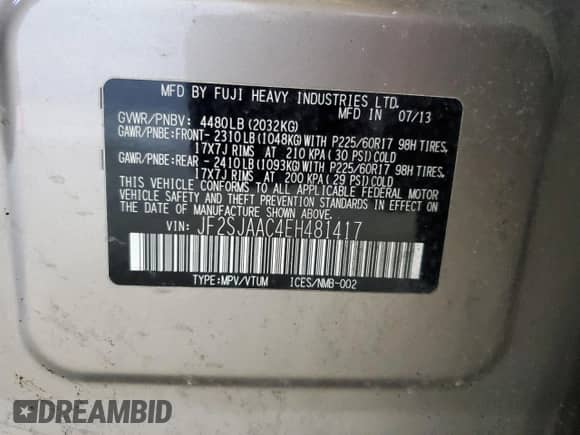 MFD BY FUJI HEAVY INDUSTRIES LTD.
MFD IN 07/13
GVWR/PNBV: 4480LB (2032KG)
GAWR/PNBE:FRONT- 2310LB (1048KG) WITH P225/60R17 98H TIRES,
17X7J RIMS AT 210 KPA (30 PSI) COLD
GAWR/PNBE:REAR - 2410LB (1093KG) WITH P225/60R17 98H TIRES,
17X7J RIMS AT 200 KPA (29 PSI) COLD
THIS VEHICLE CONFORMS TO ALL APPLICABLE FEDERAL MOTOR
VEHICLE SAFETY AND THEFT PREVENTION STANDARDS IN EFFECT ON
THE DATE OF MANUFACTURE SHOWN ABOVE.
VIN: JF2SJAAC4EH481417
TYPE:MPV/VTUM ICES/NMB-002
DREAMBID